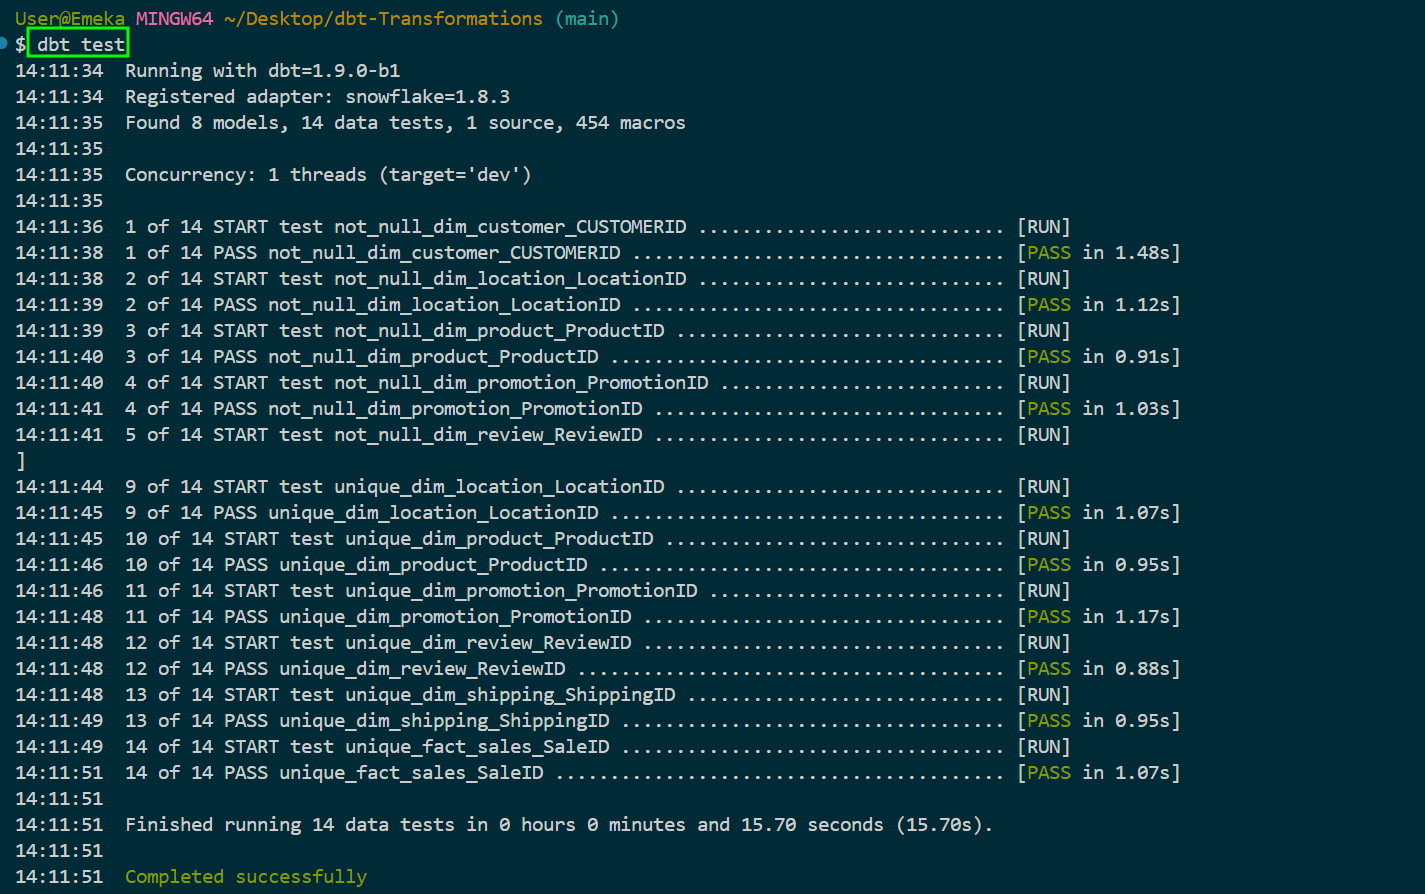 User@Emeka MINGW64 ~/Desktop/dbt-Transformations (main)
$ dbt test
14:11:34  Running with dbt=1.9.0-b1
14:11:34  Registered adapter: snowflake=1.8.3
14:11:35  Found 8 models, 14 data tests, 1 source, 454 macros
14:11:35
14:11:35  Concurrency: 1 threads (target='dev')
14:11:35
14:11:36  1 of 14 START test not_null_dim_customer_CUSTOMERID ............................ [RUN]
14:11:38  1 of 14 PASS not_null_dim_customer_CUSTOMERID .................................. [PASS in 1.48s]
14:11:38  2 of 14 START test not_null_dim_location_LocationID ............................ [RUN]
14:11:39  2 of 14 PASS not_null_dim_location_LocationID .................................. [PASS in 1.12s]
14:11:39  3 of 14 START test not_null_dim_product_ProductID .............................. [RUN]
14:11:40  3 of 14 PASS not_null_dim_product_ProductID .................................... [PASS in 0.91s]
14:11:40  4 of 14 START test not_null_dim_promotion_PromotionID .......................... [RUN]
14:11:41  4 of 14 PASS not_null_dim_promotion_PromotionID ................................ [PASS in 1.03s]
14:11:41  5 of 14 START test not_null_dim_review_ReviewID ................................ [RUN]
]
14:11:44  9 of 14 START test unique_dim_location_LocationID .............................. [RUN]
14:11:45  9 of 14 PASS unique_dim_location_LocationID .................................... [PASS in 1.07s]
14:11:45  10 of 14 START test unique_dim_product_ProductID ............................... [RUN]
14:11:46  10 of 14 PASS unique_dim_product_ProductID ..................................... [PASS in 0.95s]
14:11:46  11 of 14 START test unique_dim_promotion_PromotionID ........................... [RUN]
14:11:48  11 of 14 PASS unique_dim_promotion_PromotionID ................................. [PASS in 1.17s]
14:11:48  12 of 14 START test unique_dim_review_ReviewID ................................. [RUN]
14:11:48  12 of 14 PASS unique_dim_review_ReviewID ....................................... [PASS in 0.88s]
14:11:48  13 of 14 START test unique_dim_shipping_ShippingID ............................. [RUN]
14:11:49  13 of 14 PASS unique_dim_shipping_ShippingID ................................... [PASS in 0.95s]
14:11:49  14 of 14 START test unique_fact_sales_SaleID ................................... [RUN]
14:11:51  14 of 14 PASS unique_fact_sales_SaleID ......................................... [PASS in 1.07s]
14:11:51
14:11:51  Finished running 14 data tests in 0 hours 0 minutes and 15.70 seconds (15.70s).
14:11:51
14:11:51  Completed successfully